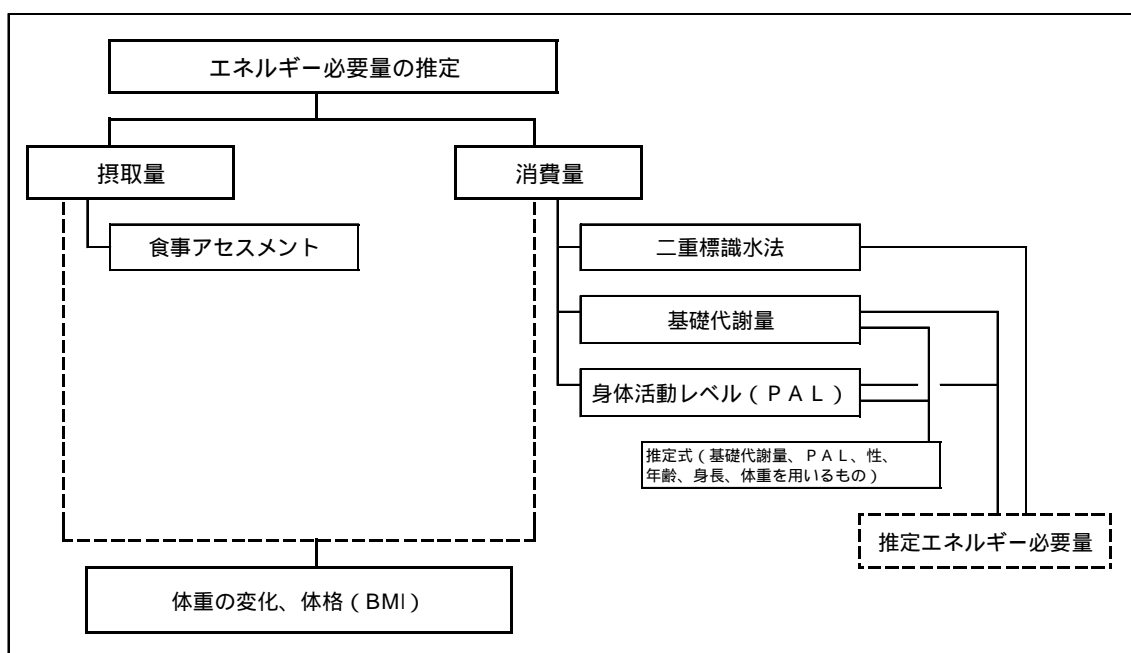 エネルギー必要量の推定
摂取量
消費量
食事アセスメント
二重標識水法
基礎代謝量
身体活動レベル(ＰＡＬ)
推定式(基礎代謝量、ＰＡＬ、性、
年齢、身長、体重を用いるもの)
推定エネルギー必要量
体重の変化、体格(BMI)